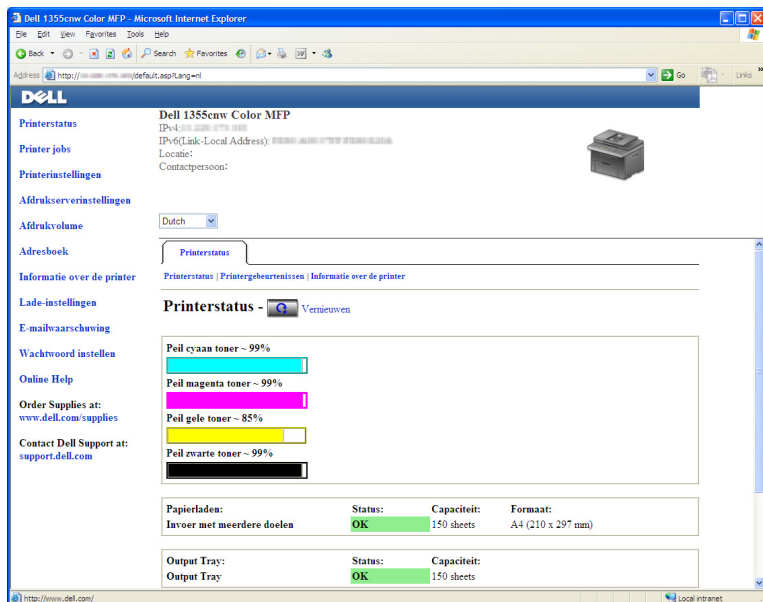 Dell 1355cnw Color MFP - Microsoft Internet Explorer
File Edit View Favorites Tools Help
Back Search Favorites
Address http:// /default.asp?Lang=nl Go Links »
DELL
Dell 1355cnw Color MFP
IPv4:
IPv6(Link-Local Address):
Locatie:
Contactpersoon:
Dutch
Printerstatus
Printer jobs
Printerinstellingen
Afdrukserverinstellingen
Afdrukvolume
Adresboek
Informatie over de printer
Lade-instellingen
E-mailwaarschuwing
Wachtwoord instellen
Online Help
Order Supplies at:
www.dell.com/supplies
Contact Dell Support at:
support.dell.com
Printerstatus
Printerstatus | Printergebeurtenissen | Informatie over de printer
Printerstatus - Vernieuwen
Peil cyaan toner ~ 99%
Peil magenta toner ~ 99%
Peil gele toner ~ 85%
Peil zwarte toner ~ 99%
Papierladen: Status: Capaciteit: Formaat:
Invoer met meerdere doelen OK 150 sheets A4 (210 x 297 mm)
Output Tray: Status: Capaciteit:
Output Tray OK 150 sheets
http://www.dell.com/ Local intranet